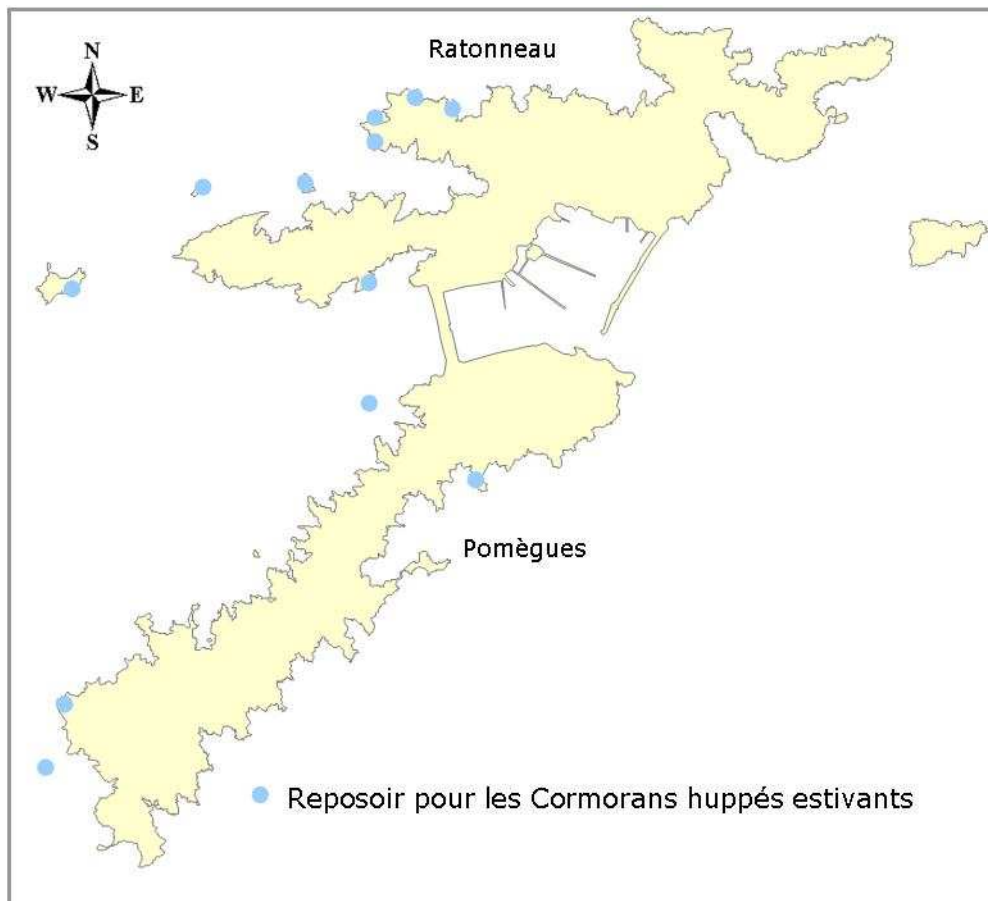 Ratonneau
N
W E
S
Pomègues
Reposoir pour les Cormorans huppés estivants